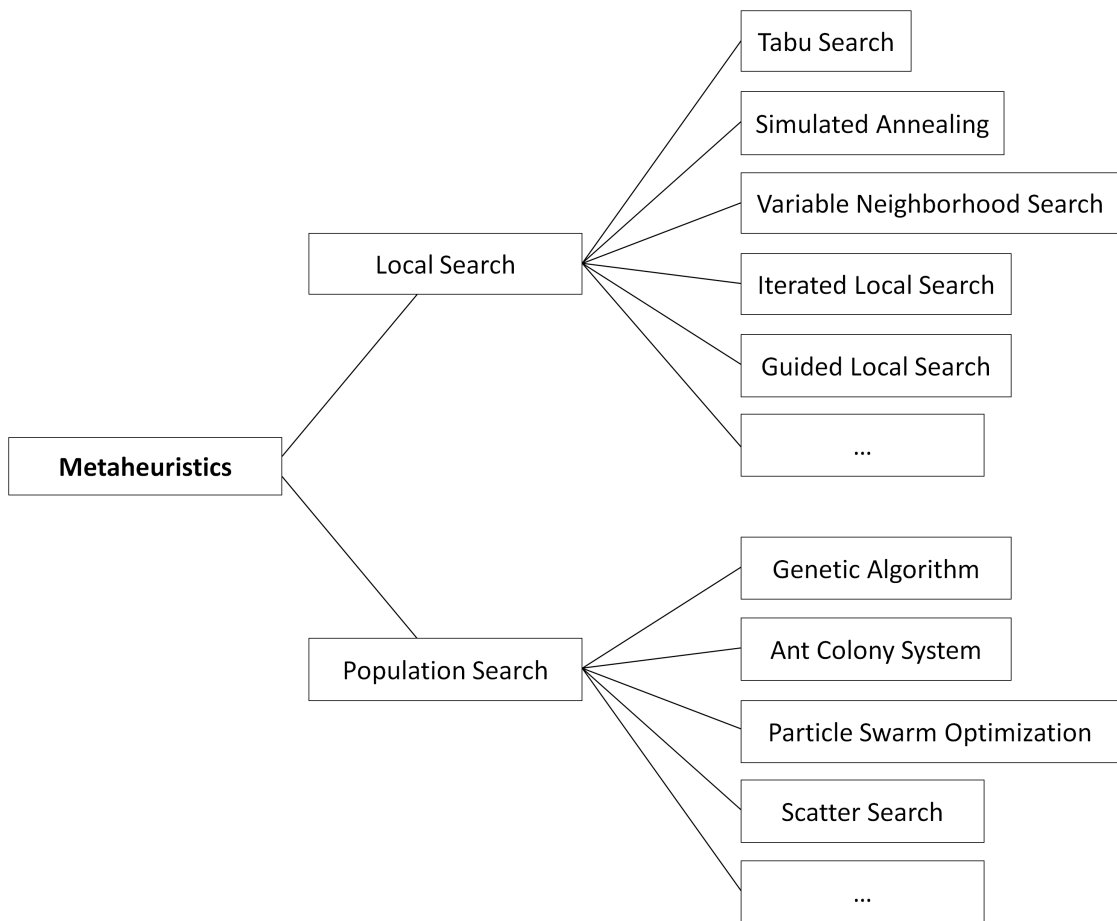 Tabu Search
Simulated Annealing
Variable Neighborhood Search
Local Search
Iterated Local Search
Guided Local Search
...
Metaheuristics
Genetic Algorithm
Ant Colony System
Population Search
Particle Swarm Optimization
Scatter Search
...